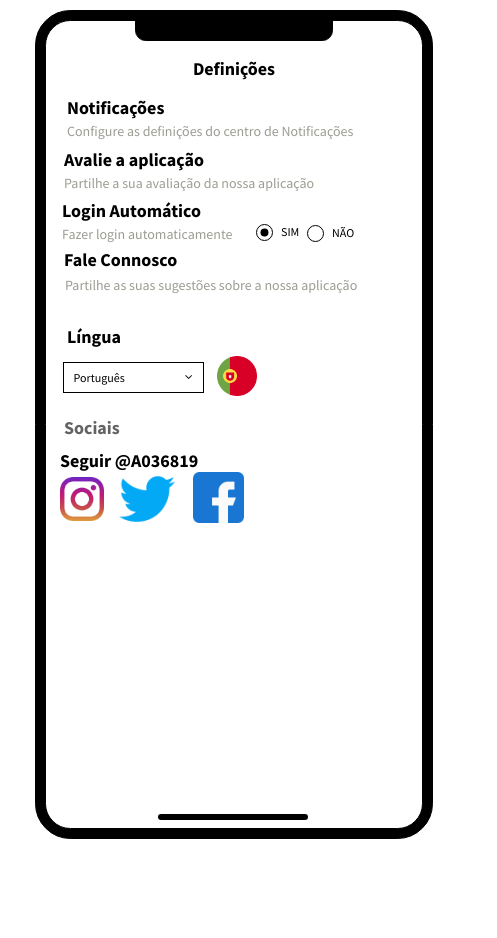 Definições
Notificações
Configure as definições do centro de Notificações
Avalie a aplicação
Partilhe a sua avaliação da nossa aplicação
Login Automático
Fazer login automaticamente SIM NÃO
Fale Connosco
Partilhe as suas sugestões sobre a nossa aplicação
Língua
Português
Sociais
Seguir @A036819